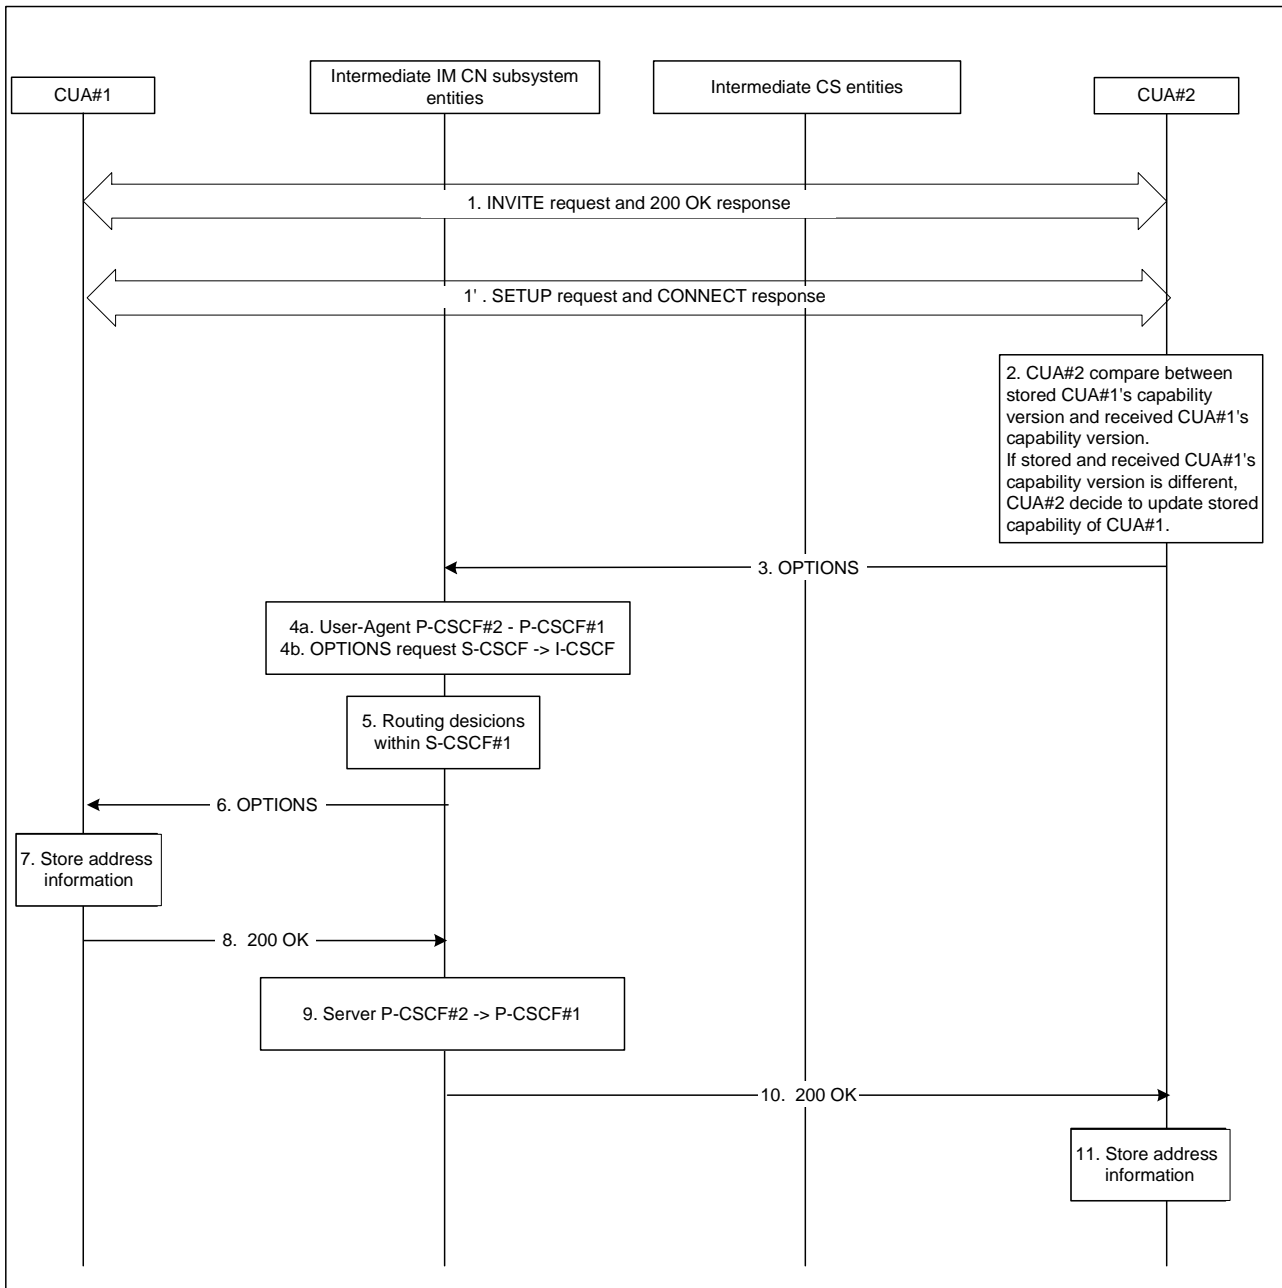 CUA#1
Intermediate IM CN subsystem
entities
Intermediate CS entities
CUA#2
1. INVITE request and 200 OK response
1' . SETUP request and CONNECT response
2. CUA#2 compare between
stored CUA#1's capability
version and received CUA#1's
capability version.
If stored and received CUA#1's
capability version is different,
CUA#2 decide to update stored
capability of CUA#1.
3. OPTIONS
4a. User-Agent P-CSCF#2 - P-CSCF#1
4b. OPTIONS request S-CSCF -> I-CSCF
5. Routing desicions
within S-CSCF#1
6. OPTIONS
7. Store address
information
8. 200 OK
9. Server P-CSCF#2 -> P-CSCF#1
10. 200 OK
11. Store address
information